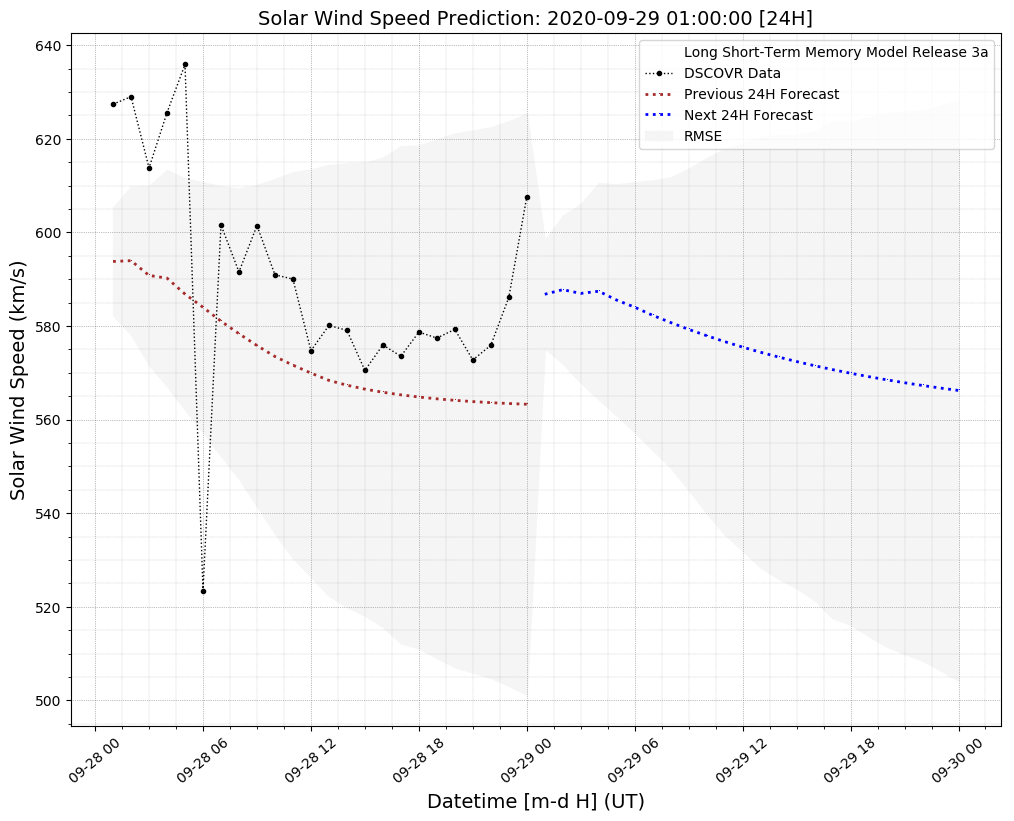 Solar Wind Speed Prediction: 2020-09-29 01:00:00 [24H]
Long Short-Term Memory Model Release 3a
DSCOVR Data
Previous 24H Forecast
Next 24H Forecast
RMSE
Solar Wind Speed (km/s)
640
620
600
580
560
540
520
500
09-28 00
09-28 06
09-28 12
09-28 18
09-29 00
09-29 06
09-29 12
09-29 18
09-30 00
Datetime [m-d H] (UT)